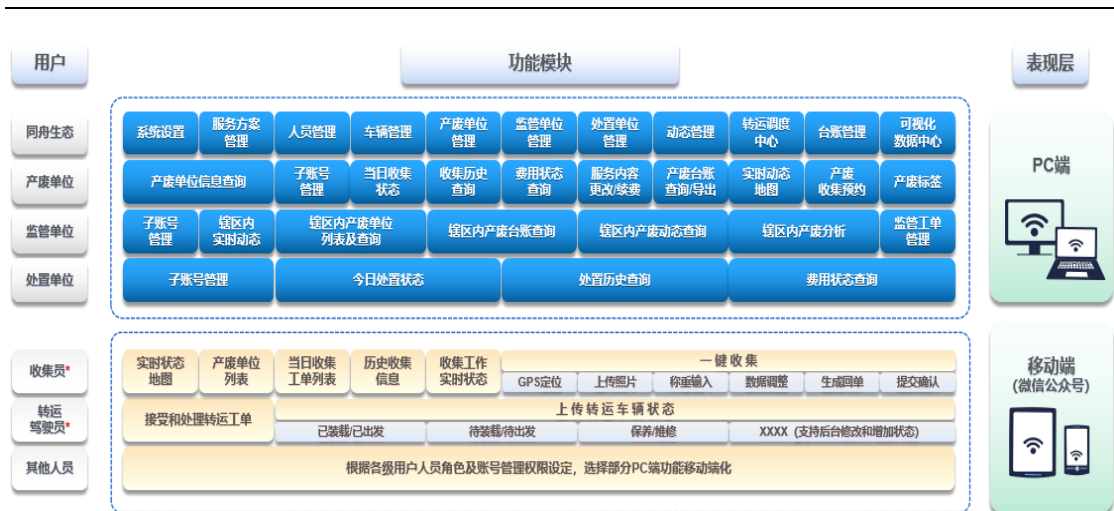 用户
功能模块
表现层
同舟生态
系统设置
服务方案
管理
人员管理
车辆管理
产废单位
管理
监管单位
管理
处置单位
管理
动态管理
转运调度
中心
台账管理
可视化
数据中心
产废单位
产废单位信息查询
子账号
管理
当日收集
状态
收集历史
查询
费用状态
查询
服务内容
更改/续费
产废台账
查询/导出
实时动态
地图
产废
收集预约
产废标签
监管单位
子账号
管理
辖区内
实时动态
辖区内产废单位
列表及查询
辖区内产废台账查询
辖区内产废动态查询
辖区内产废分析
监管工单
管理
处置单位
子账号管理
今日处置状态
处置历史查询
费用状态查询
PC端
收集员*
实时状态
地图
产废单位
列表
当日收集
工单列表
历史收集
信息
收集工作
实时状态
一键收集
GPS定位
上传照片
称重输入
数据调整
生成回单
提交确认
转运
驾驶员*
接受和处理转运工单
上传转运车辆状态
已装载/已出发
待装载/待出发
保养/维修
XXXX（支持后台修改和增加状态）
其他人员
根据各级用户人员角色及账号管理权限设定，选择部分PC端功能移动端化
移动端
(微信公众号)